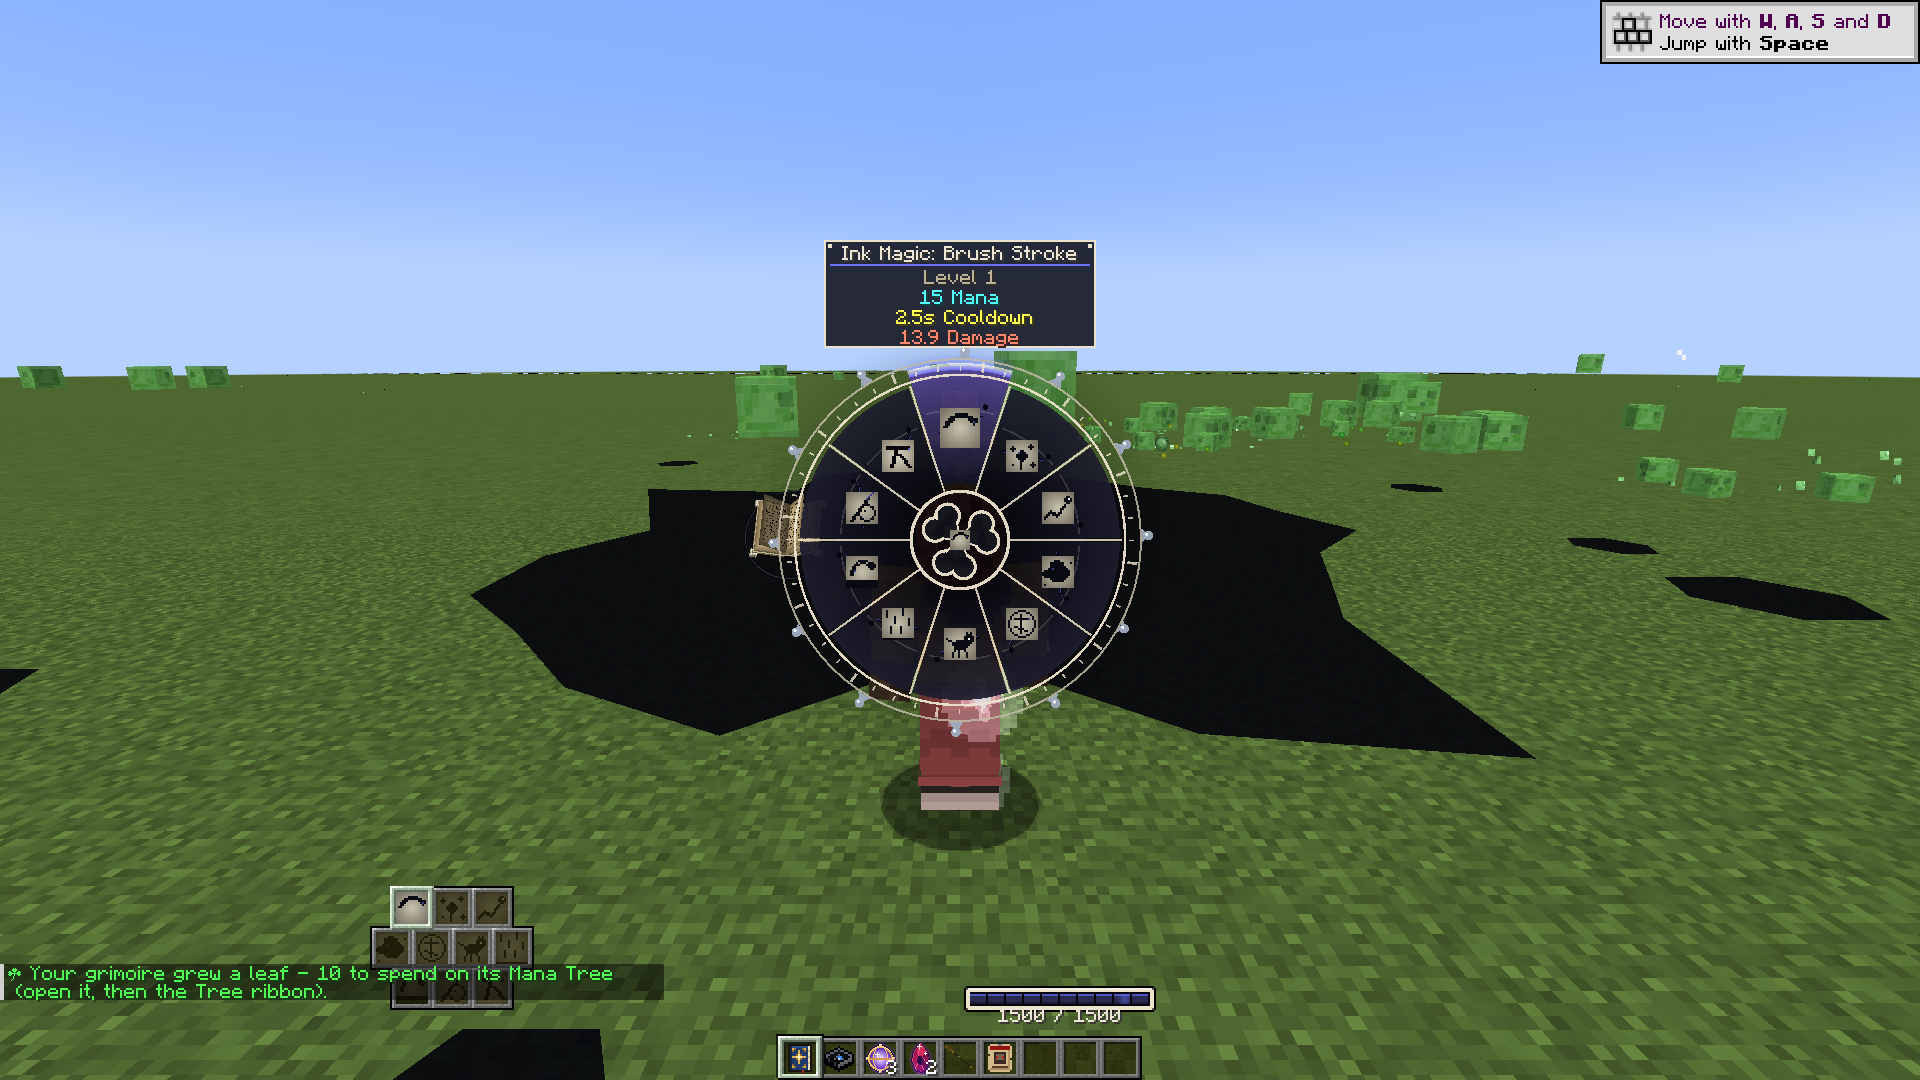 Move with W, A, S and D
Jump with Space
Ink Magic: Brush Stroke
Level 1
15 Mana
2.5s Cooldown
13.9 Damage
Your grimoire grew a leaf - 10 to spend on its Mana Tree
(open it, then the Tree ribbon).
1500 / 1500
3
2